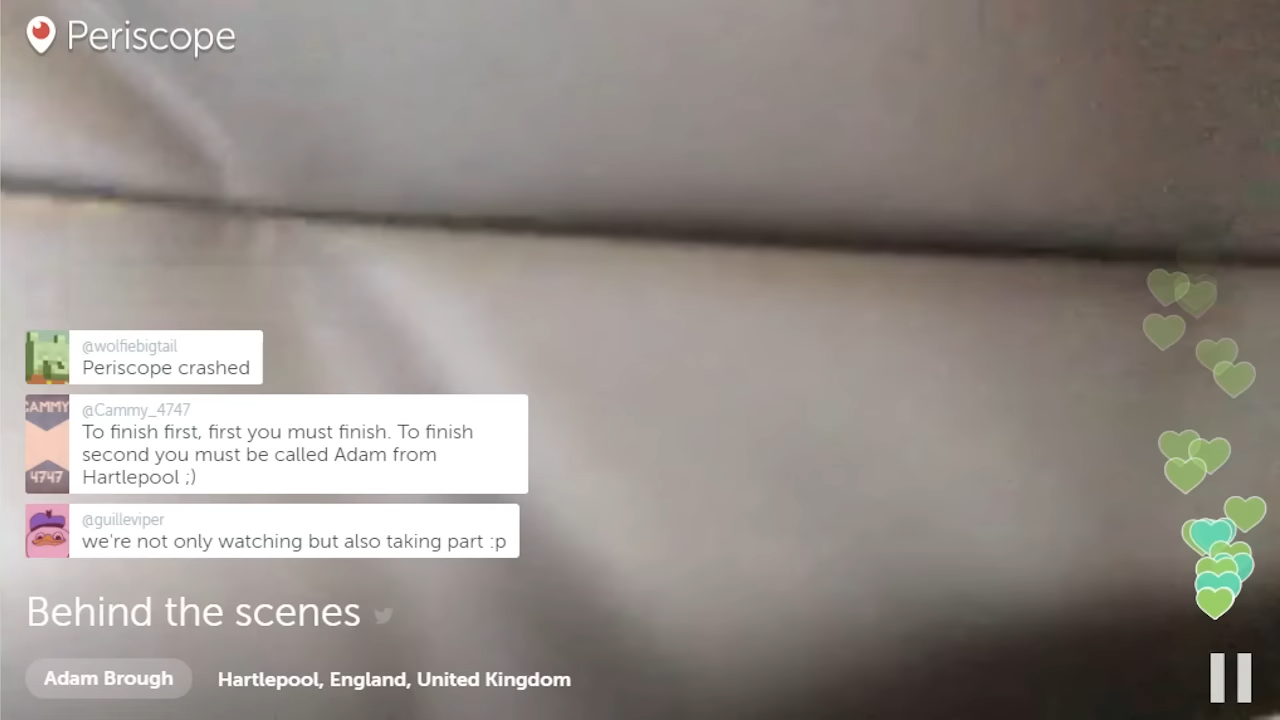 Periscope
@wolfiebigtail
Periscope crashed
CAMMY
4747
@Cammy_4747
To finish first, first you must finish. To finish
second you must be called Adam from
Hartlepool ;)
@guilleviper
we're not only watching but also taking part :p
Behind the scenes
Adam Brough
Hartlepool, England, United Kingdom